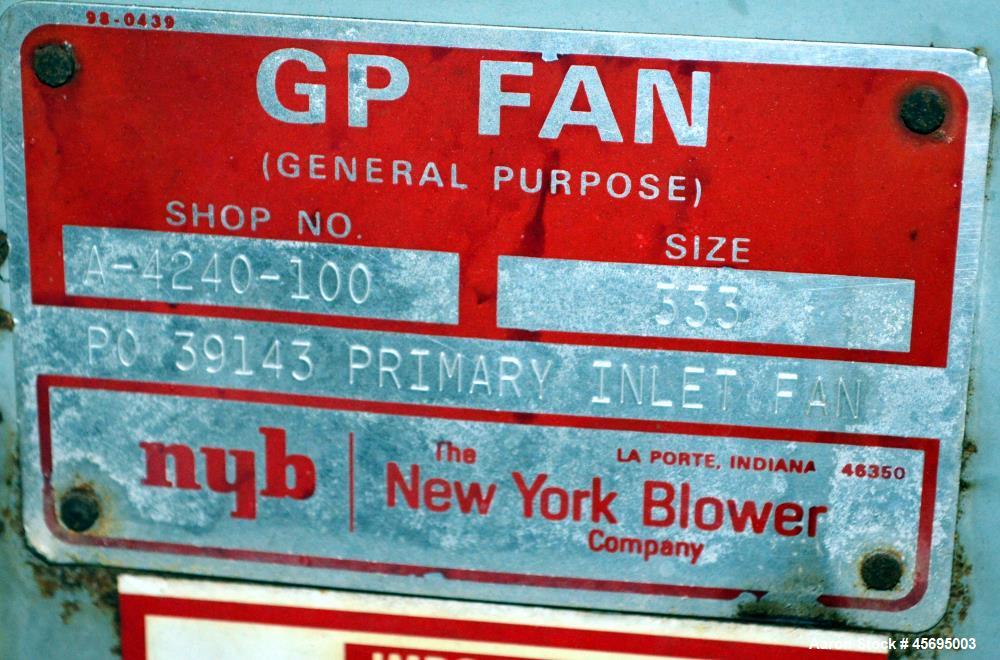 98-0439
GP FAN
(GENERAL PURPOSE)
SHOP NO.
SIZE
A-4240-100
333
PO 39143 PRIMARY INLET FAN
nyb
The
New York Blower
Company
LA PORTE, INDIANA 46350
Aaron Stock # 45695003